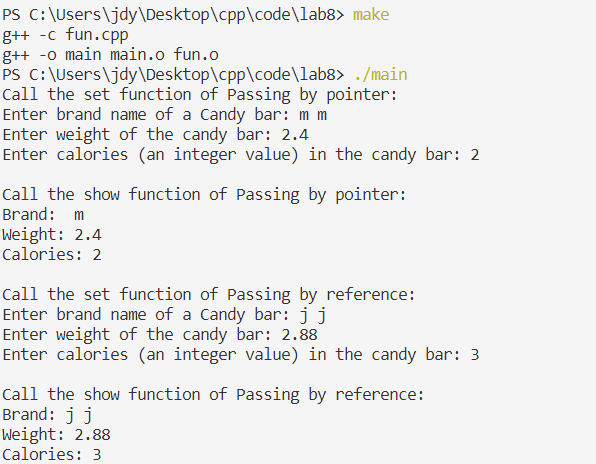 PS C:\Users\jdy\Desktop\cpp\code\lab8> make
g++ -c fun.cpp
g++ -o main main.o fun.o
PS C:\Users\jdy\Desktop\cpp\code\lab8> ./main
Call the set function of Passing by pointer:
Enter brand name of a Candy bar: m m
Enter weight of the candy bar: 2.4
Enter calories (an integer value) in the candy bar: 2

Call the show function of Passing by pointer:
Brand:  m
Weight: 2.4
Calories: 2

Call the set function of Passing by reference:
Enter brand name of a Candy bar: j j
Enter weight of the candy bar: 2.88
Enter calories (an integer value) in the candy bar: 3

Call the show function of Passing by reference:
Brand: j j
Weight: 2.88
Calories: 3